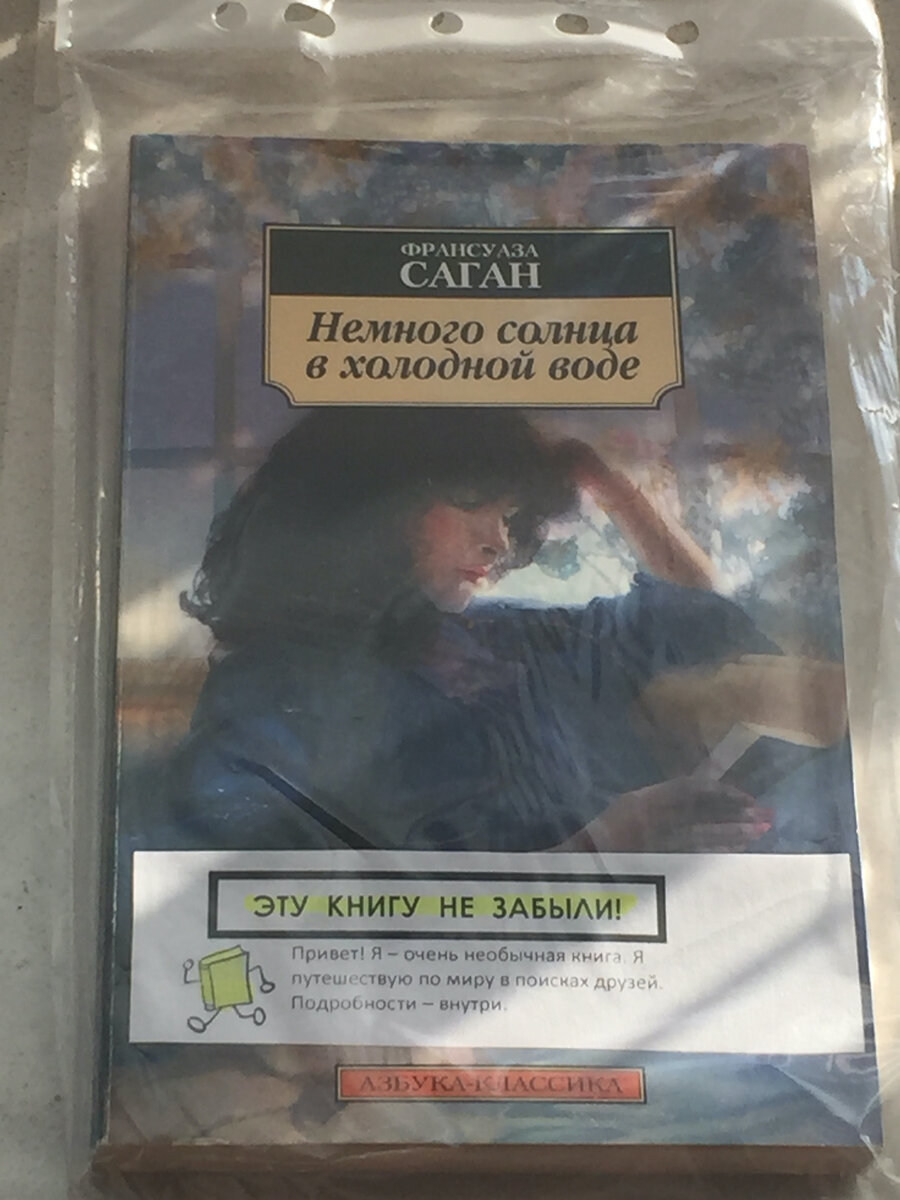 ФРАНСУАЗА
САГАН
Немного солнца
в холодной воде
ЭТУ КНИГУ НЕ ЗАБЫЛИ!
Привет! Я – очень необычная книга. Я
путешествую по миру в поисках друзей.
Подробности – внутри.
АЗБУКА-КЛАССИКА